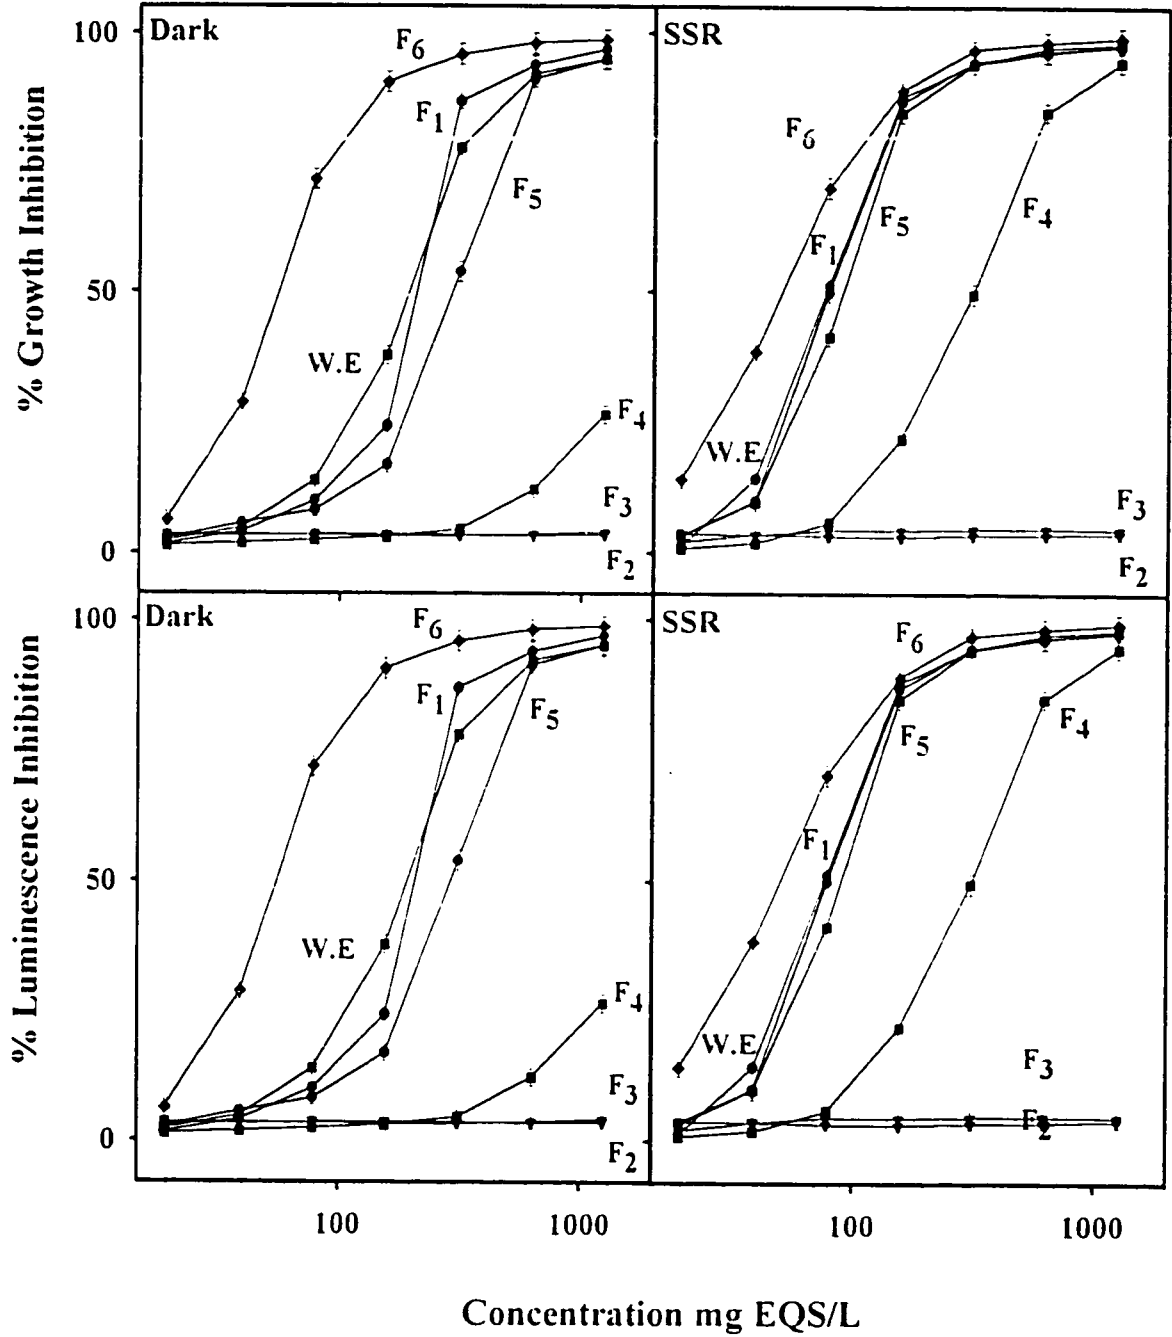 % Growth Inhibition
100
50
0
Dark
F6
F1
F5
W.E
F4
F3
F2
SSR
F6
F1
F5
F4
W.E
F3
F2
% Luminescence Inhibition
100
50
0
Dark
F6
F1
F5
W.E
F4
F3
F2
SSR
F6
F5
F4
F1
W.E
F3
F2
100
1000
100
1000
Concentration mg EQS/L